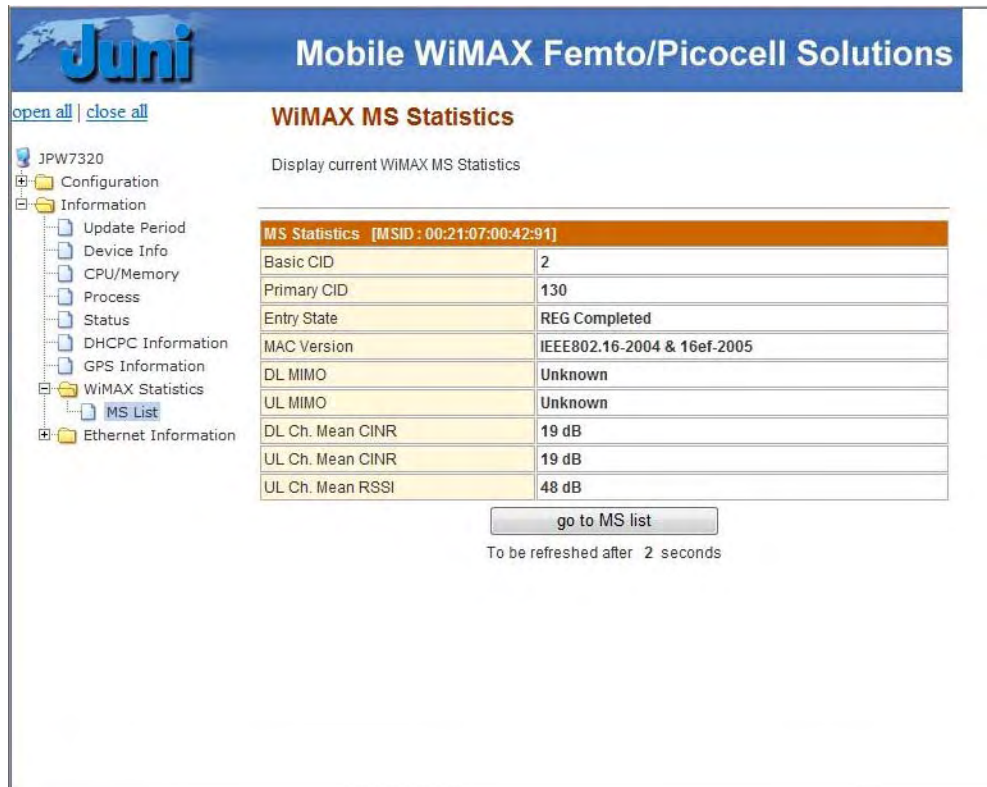 Juni
Mobile WiMAX Femto/Picocell Solutions
open all | close all
JPW7320
Configuration
Information
Update Period
Device Info
CPU/Memory
Process
Status
DHCPC Information
GPS Information
WiMAX Statistics
MS List
Ethernet Information
WiMAX MS Statistics
Display current WiMAX MS Statistics
MS Statistics [MSID : 00:21:07:00:42:91]
Basic CID 2
Primary CID 130
Entry State REG Completed
MAC Version IEEE802.16-2004 & 16ef-2005
DL MIMO Unknown
UL MIMO Unknown
DL Ch. Mean CINR 19 dB
UL Ch. Mean CINR 19 dB
UL Ch. Mean RSSI 48 dB
go to MS list
To be refreshed after 2 seconds